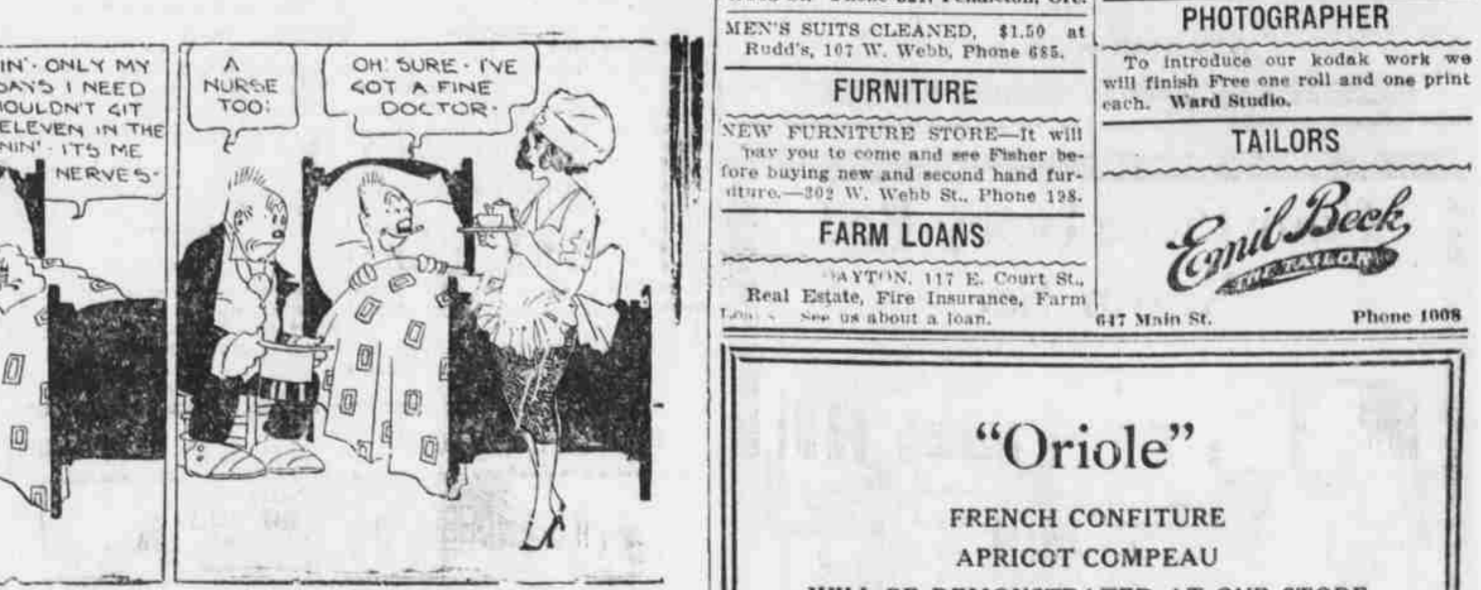 IN'. ONLY MY
DAYS I NEED
OULDN'T GIT
ELEVEN IN THE
NIN'. ITS ME
NERVES.
A
NURSE
TOO!
OH! SURE - I'VE
GOT A FINE
DOCTOR.
MEN'S SUITS CLEANED, $1.50 at
Rudd's, 107 W. Webb, Phone 685.
FURNITURE
NEW FURNITURE STORE—It will
pay you to come and see Fisher be-
fore buying new and second hand fur-
niture.—302 W. Webb St., Phone 198.
FARM LOANS
DAYTON, 117 E. Court St.,
Real Estate, Fire Insurance, Farm
Loans. See us about a loan.
PHOTOGRAPHER
To introduce our kodak work we
will finish Free one roll and one print
each. Ward Studio.
TAILORS
Emil Beck,
THE TAILOR
647 Main St. Phone 1008
"Oriole"
FRENCH CONFITURE
APRICOT COMPEAU